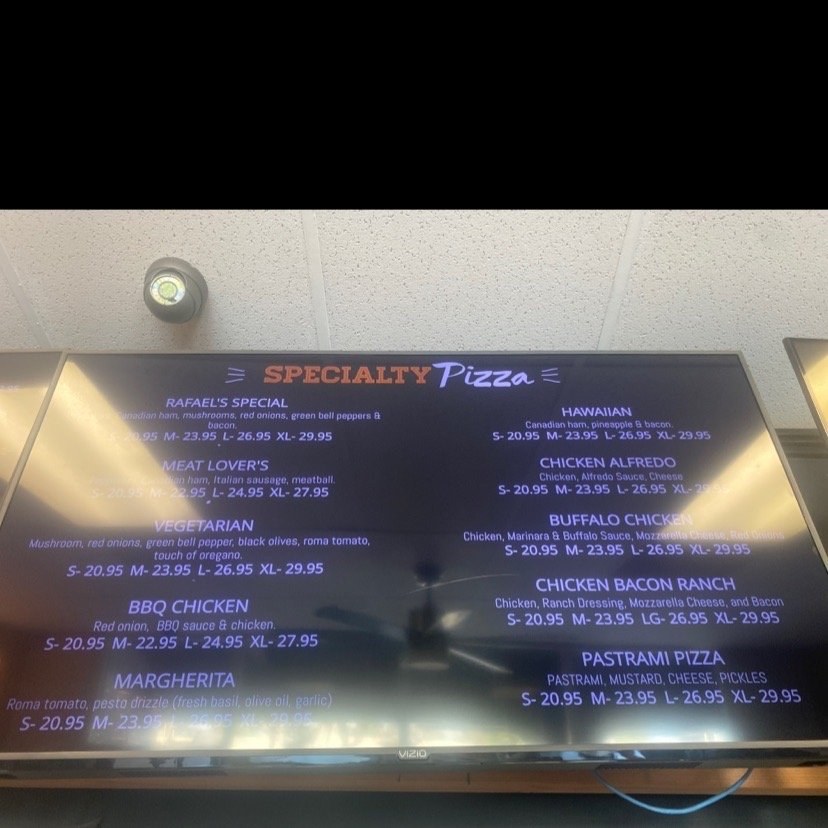 SPECIALTY Pizza
RAFAEL'S SPECIAL
Canadian ham, mushrooms, red onions, green bell peppers &
bacon.
S- 20.95 M- 23.95 L- 26.95 XL- 29.95
MEAT LOVER'S
ham, Italian sausage, meatball.
S- 20.95 M- 22.95 L- 24.95 XL- 27.95
VEGETARIAN
Mushroom, red onions, green bell pepper, black olives, roma tomato,
touch of oregano.
S- 20.95 M- 23.95 L- 26.95 XL- 29.95
BBQ CHICKEN
Red onion, BBQ sauce & chicken.
S- 20.95 M- 22.95 L- 24.95 XL- 27.95
MARGHERITA
Roma tomato, pesto drizzle (fresh basil, olive oil, garlic)
S- 20.95 M- 23.95 L- 26.95 XL- 29.95
HAWAIIAN
Canadian ham, pineapple & bacon.
S- 20.95 M- 23.95 L- 26.95 XL- 29.95
CHICKEN ALFREDO
Chicken, Alfredo Sauce, Cheese
S- 20.95 M- 23.95 L- 26.95 XL- 29.95
BUFFALO CHICKEN
Chicken, Marinara & Buffalo Sauce, Mozzarella Cheese, Red Onions
S- 20.95 M- 23.95 L- 26.95 XL- 29.95
CHICKEN BACON RANCH
Chicken, Ranch Dressing, Mozzarella Cheese, and Bacon
S- 20.95 M- 23.95 LG- 26.95 XL- 29.95
PASTRAMI PIZZA
PASTRAMI, MUSTARD, CHEESE, PICKLES
S- 20.95 M- 23.95 L- 26.95 XL- 29.95
VIZIO